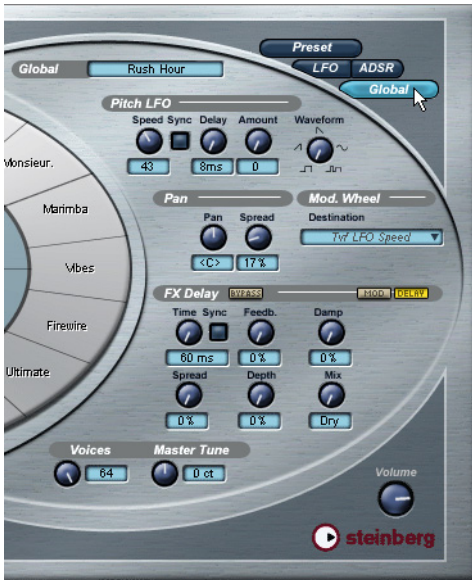 Preset
LFO ADSR
Global
Global Rush Hour
Pitch LFO
Speed Sync Delay Amount Waveform
43 8ms 0
Monsieur.
Marimba
Vibes
Firewire
Ultimate
Pan Mod. Wheel
Pan Spread Destination
<C> 17% Tvf LFO Speed
FX Delay BYPASS MOD. DELAY
Time Sync Feedb. Damp
60 ms 0% 0%
Spread Depth Mix
0% 0% Dry
Voices Master Tune
64 0 ct
Volume
steinberg